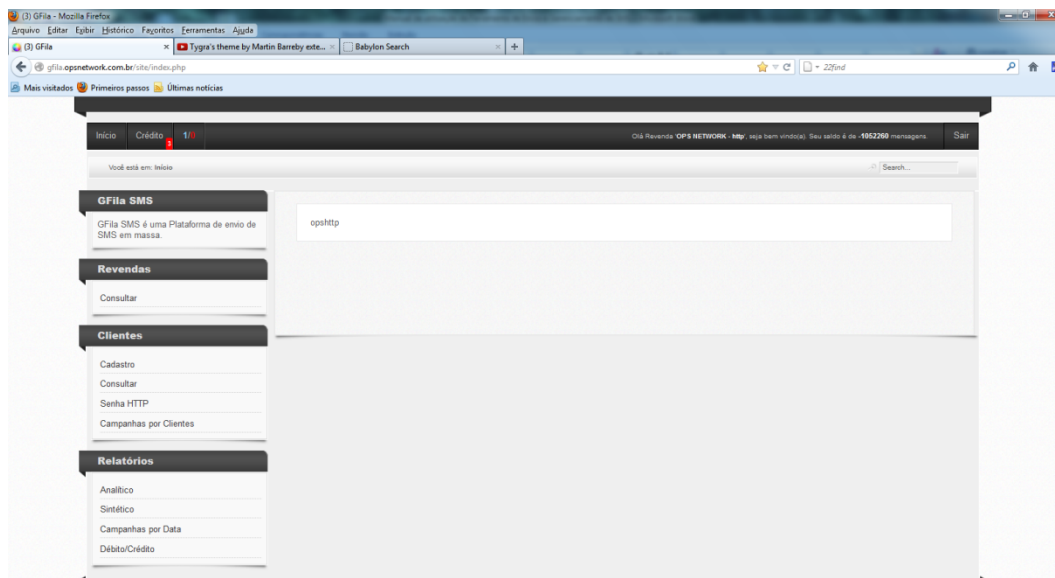 (3) GFila - Mozilla Firefox
Arquivo Editar Exibir Histórico Favoritos Ferramentas Ajuda
(3) GFila
Tygra's theme by Martin Barreby exte...
Babylon Search
gfila.opsnetwork.com.br/site/index.php
22find
Mais visitados Primeiros passos Últimas notícias
Início Crédito 3 1/0 Olá Revenda 'OPS NETWORK - http', seja bem vindo(a). Seu saldo é de -1052260 mensagens. Sair
Você está em: Início Search...
GFila SMS
GFila SMS é uma Plataforma de envio de
SMS em massa.
opshttp
Revendas
Consultar
Clientes
Cadastro
Consultar
Senha HTTP
Campanhas por Clientes
Relatórios
Analítico
Sintético
Campanhas por Data
Débito/Crédito